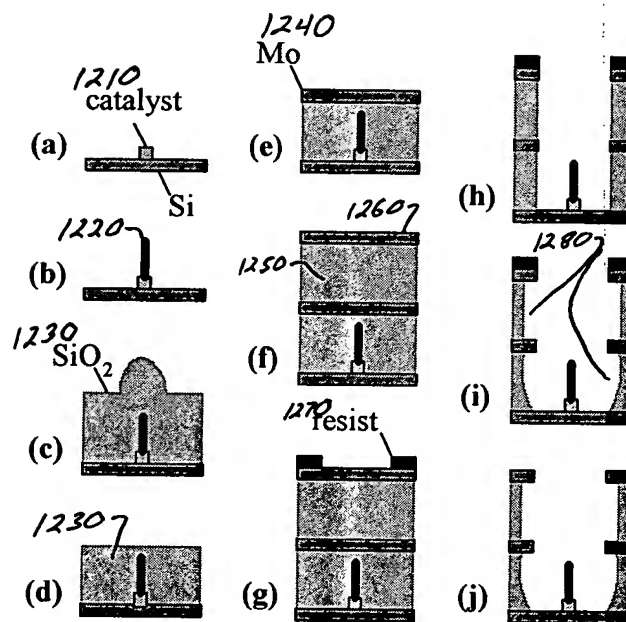 1210
catalyst
(a)
Si
1220
(b)
1230
SiO2
(c)
1230
(d)
1240
Mo
(e)
1260
1250
(f)
1270
resist
(g)
(h)
1280
(i)
(j)